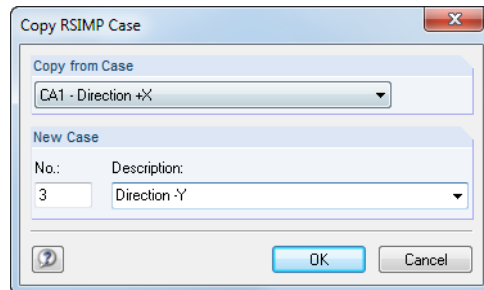 Copy RSIMP Case
Copy from Case
CA1 - Direction +X
New Case
No.: Description:
3 Direction -Y
OK Cancel